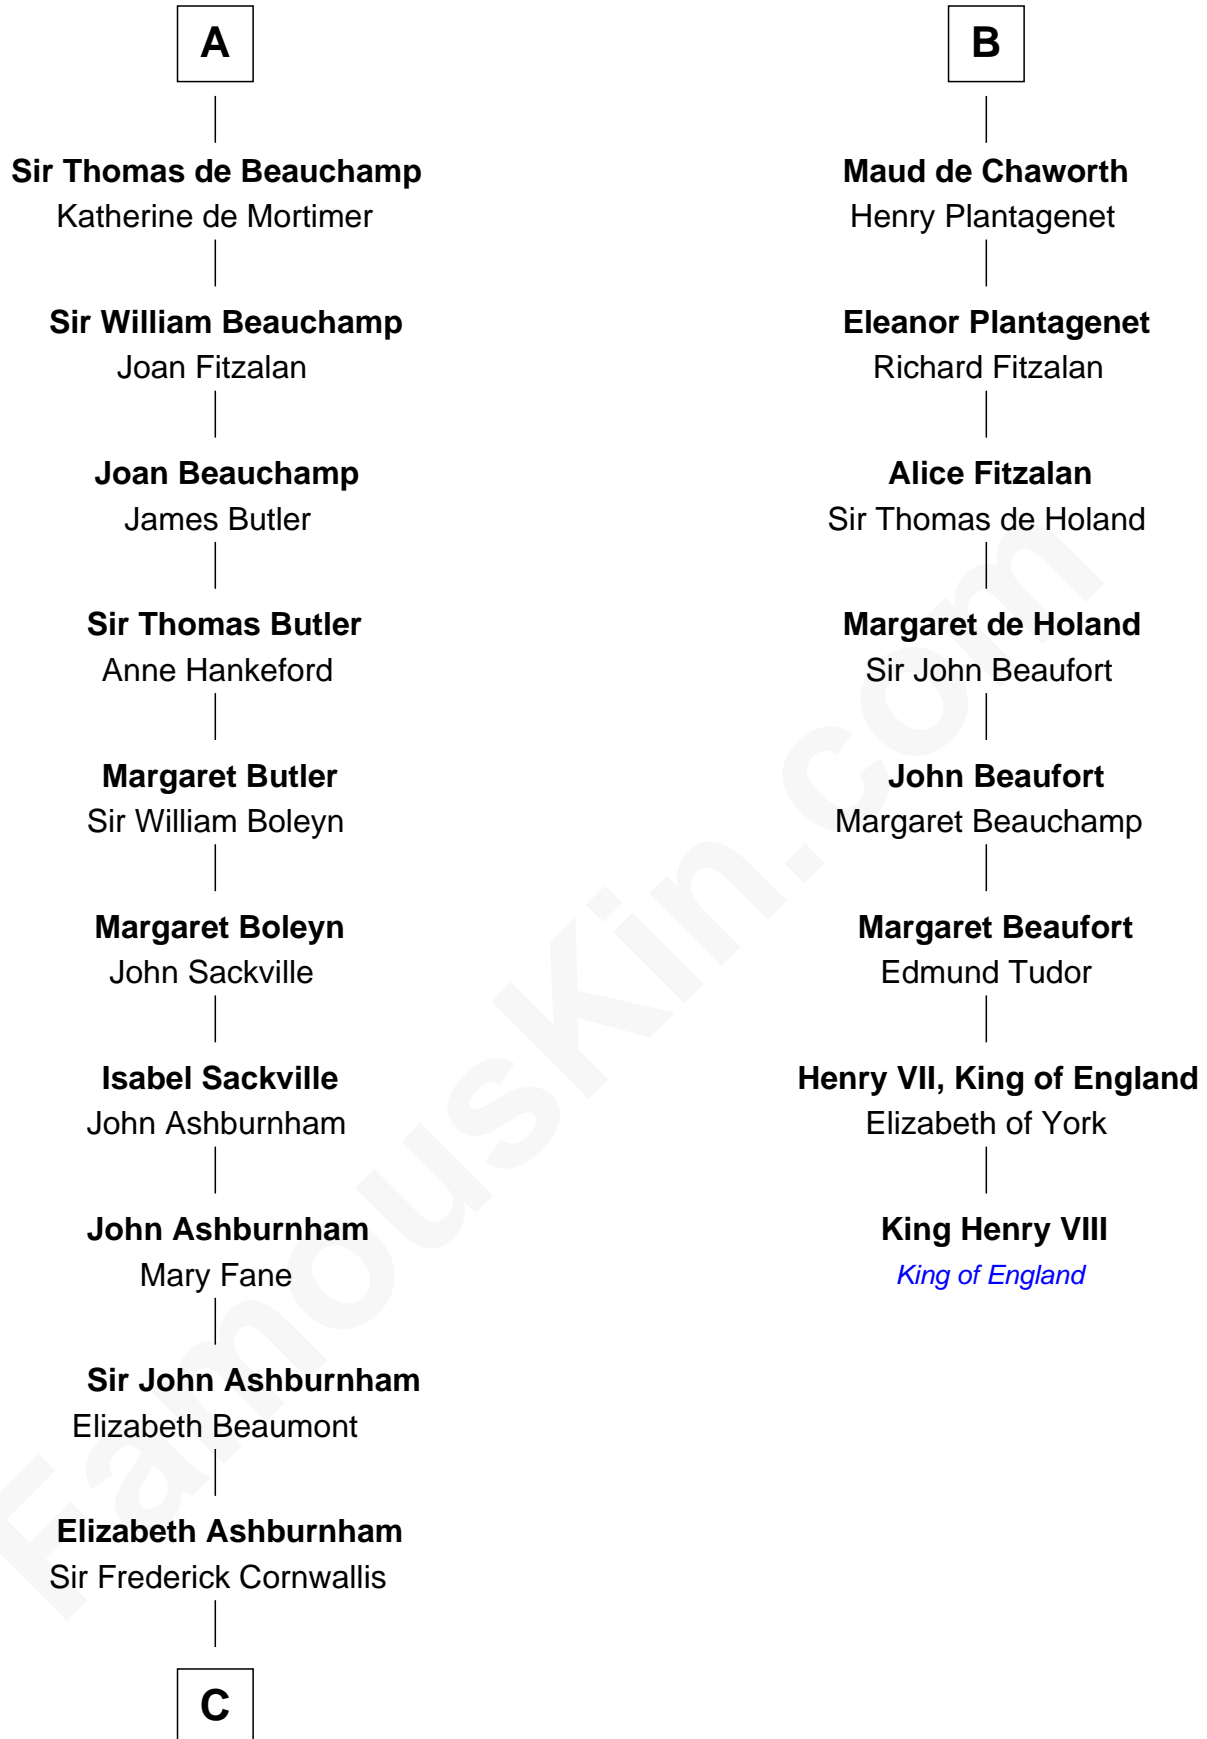 A
Sir Thomas de Beauchamp
Katherine de Mortimer
Sir William Beauchamp
Joan Fitzalan
Joan Beauchamp
James Butler
Sir Thomas Butler
Anne Hankeford
Margaret Butler
Sir William Boleyn
Margaret Boleyn
John Sackville
Isabel Sackville
John Ashburnham
John Ashburnham
Mary Fane
Sir John Ashburnham
Elizabeth Beaumont
Elizabeth Ashburnham
Sir Frederick Cornwallis
C
B
Maud de Chaworth
Henry Plantagenet
Eleanor Plantagenet
Richard Fitzalan
Alice Fitzalan
Sir Thomas de Holand
Margaret de Holand
Sir John Beaufort
John Beaufort
Margaret Beauchamp
Margaret Beaufort
Edmund Tudor
Henry VII, King of England
Elizabeth of York
King Henry VIII
King of England
FamousKin.com